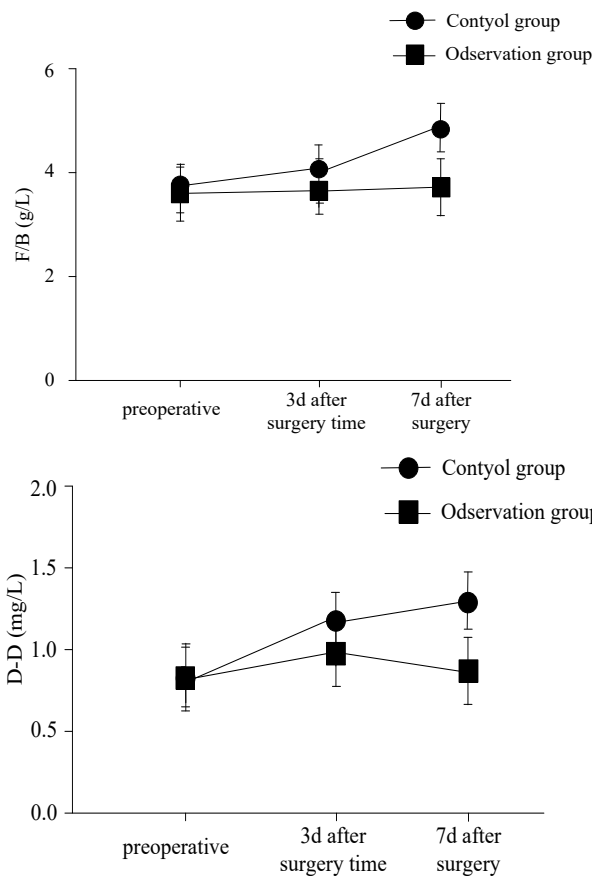 Contyol group
Odservation group
6
4
2
0
F/B (g/L)
preoperative
3d after
surgery time
7d after
surgery
Contyol group
Odservation group
2.0
1.5
1.0
0.5
0.0
D-D (mg/L)
preoperative
3d after
surgery time
7d after
surgery